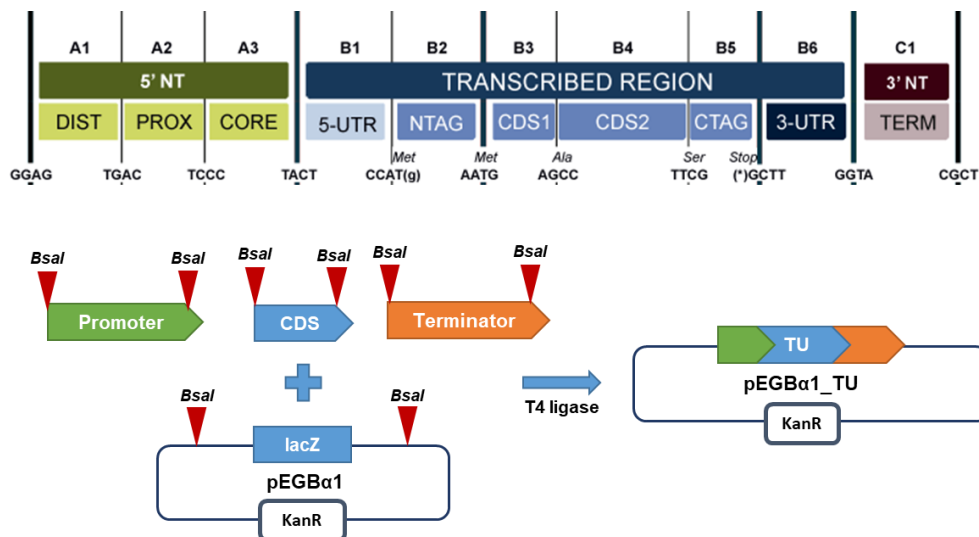 A1 A2 A3 B1 B2 B3 B4 B5 B6 C1
5' NT TRANSCRIBED REGION 3' NT
DIST PROX CORE 5-UTR NTAG CDS1 CDS2 CTAG 3-UTR TERM
Met Met Ala Ser Stop
GGAG TGAC TCCC TACT CCAT(g) AATG AGCC TTCG (*)GCTT GGTA CGCT
BsaI BsaI BsaI BsaI BsaI BsaI
Promoter CDS Terminator
TU
pEGBα1_TU
T4 ligase
KanR
BsaI BsaI
lacZ
pEGBα1
KanR